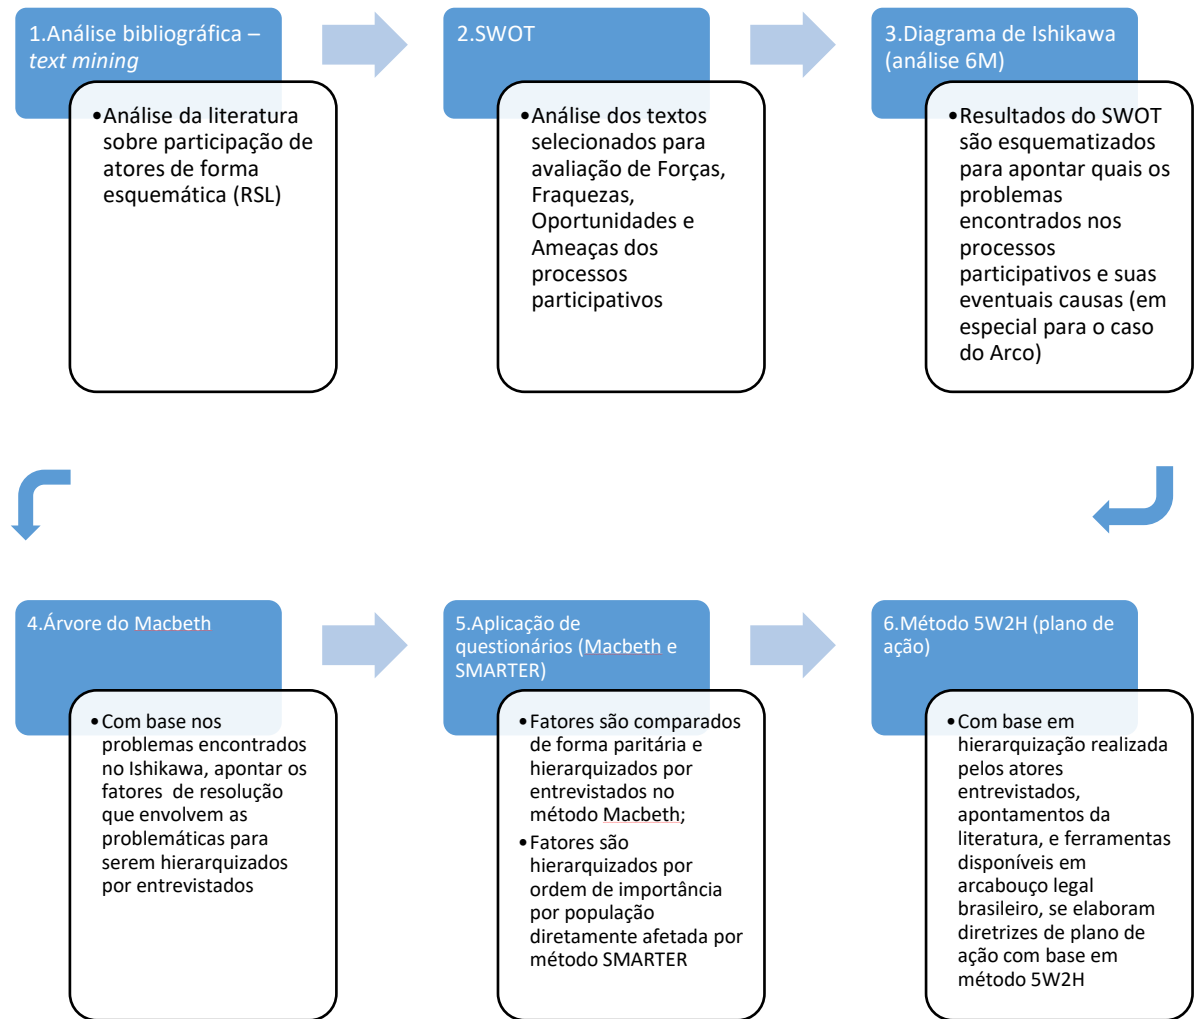 1.Análise bibliográfica –
text mining
•Análise da literatura
sobre participação de
atores de forma
esquemática (RSL)
2.SWOT
•Análise dos textos
selecionados para
avaliação de Forças,
Fraquezas,
Oportunidades e
Ameaças dos
processos
participativos
3.Diagrama de Ishikawa
(análise 6M)
•Resultados do SWOT
são esquematizados
para apontar quais os
problemas
encontrados nos
processos
participativos e suas
eventuais causas (em
especial para o caso
do Arco)
4.Árvore do Macbeth
•Com base nos
problemas encontrados
no Ishikawa, apontar os
fatores de resolução
que envolvem as
problemáticas para
serem hierarquizados
por entrevistados
5.Aplicação de
questionários (Macbeth e
SMARTER)
•Fatores são comparados
de forma paritária e
hierarquizados por
entrevistados no
método Macbeth;
•Fatores são
hierarquizados por
ordem de importância
por população
diretamente afetada por
método SMARTER
6.Método 5W2H (plano de
ação)
•Com base em
hierarquização realizada
pelos atores
entrevistados,
apontamentos da
literatura, e ferramentas
disponíveis em
arcabouço legal
brasileiro, se elaboram
diretrizes de plano de
ação com base em
método 5W2H